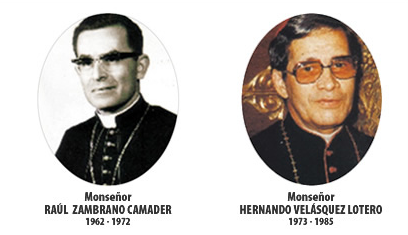 Monseñor
RAÚL ZAMBRANO CAMADER
1962 - 1972
Monseñor
HERNANDO VELÁSQUEZ LOTERO
1973 - 1985